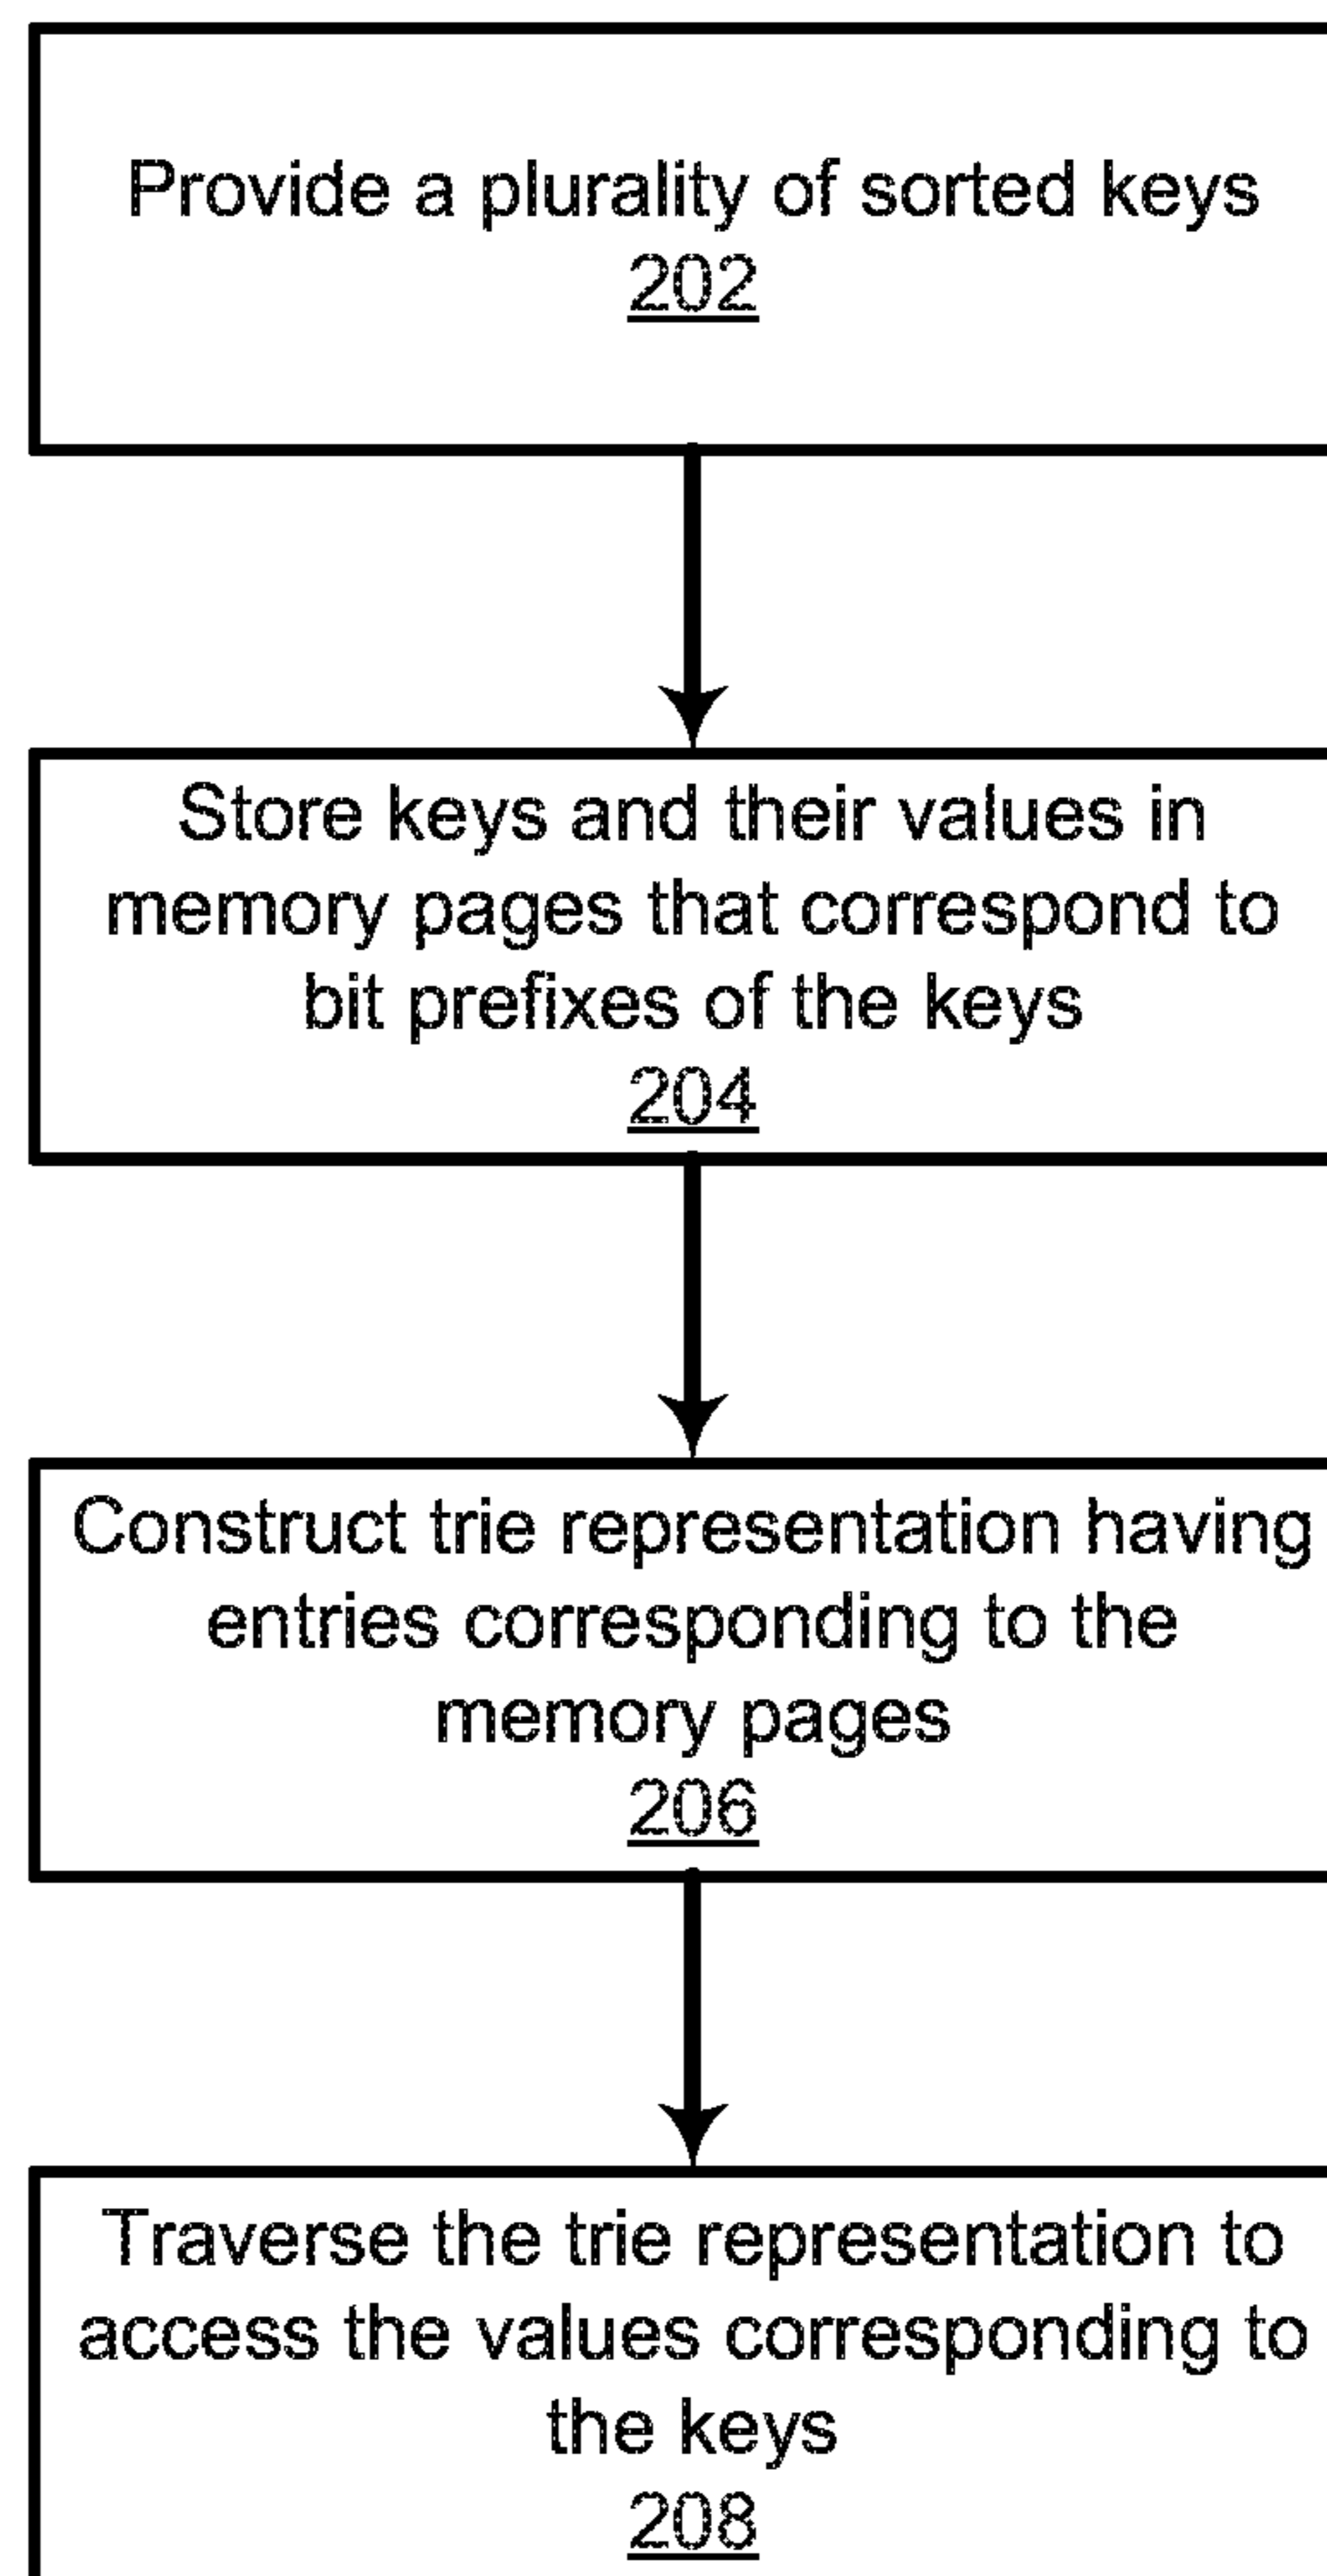 Provide a plurality of sorted keys
202
Store keys and their values in
memory pages that correspond to
bit prefixes of the keys
204
Construct trie representation having
entries corresponding to the
memory pages
206
Traverse the trie representation to
access the values corresponding to
the keys
208